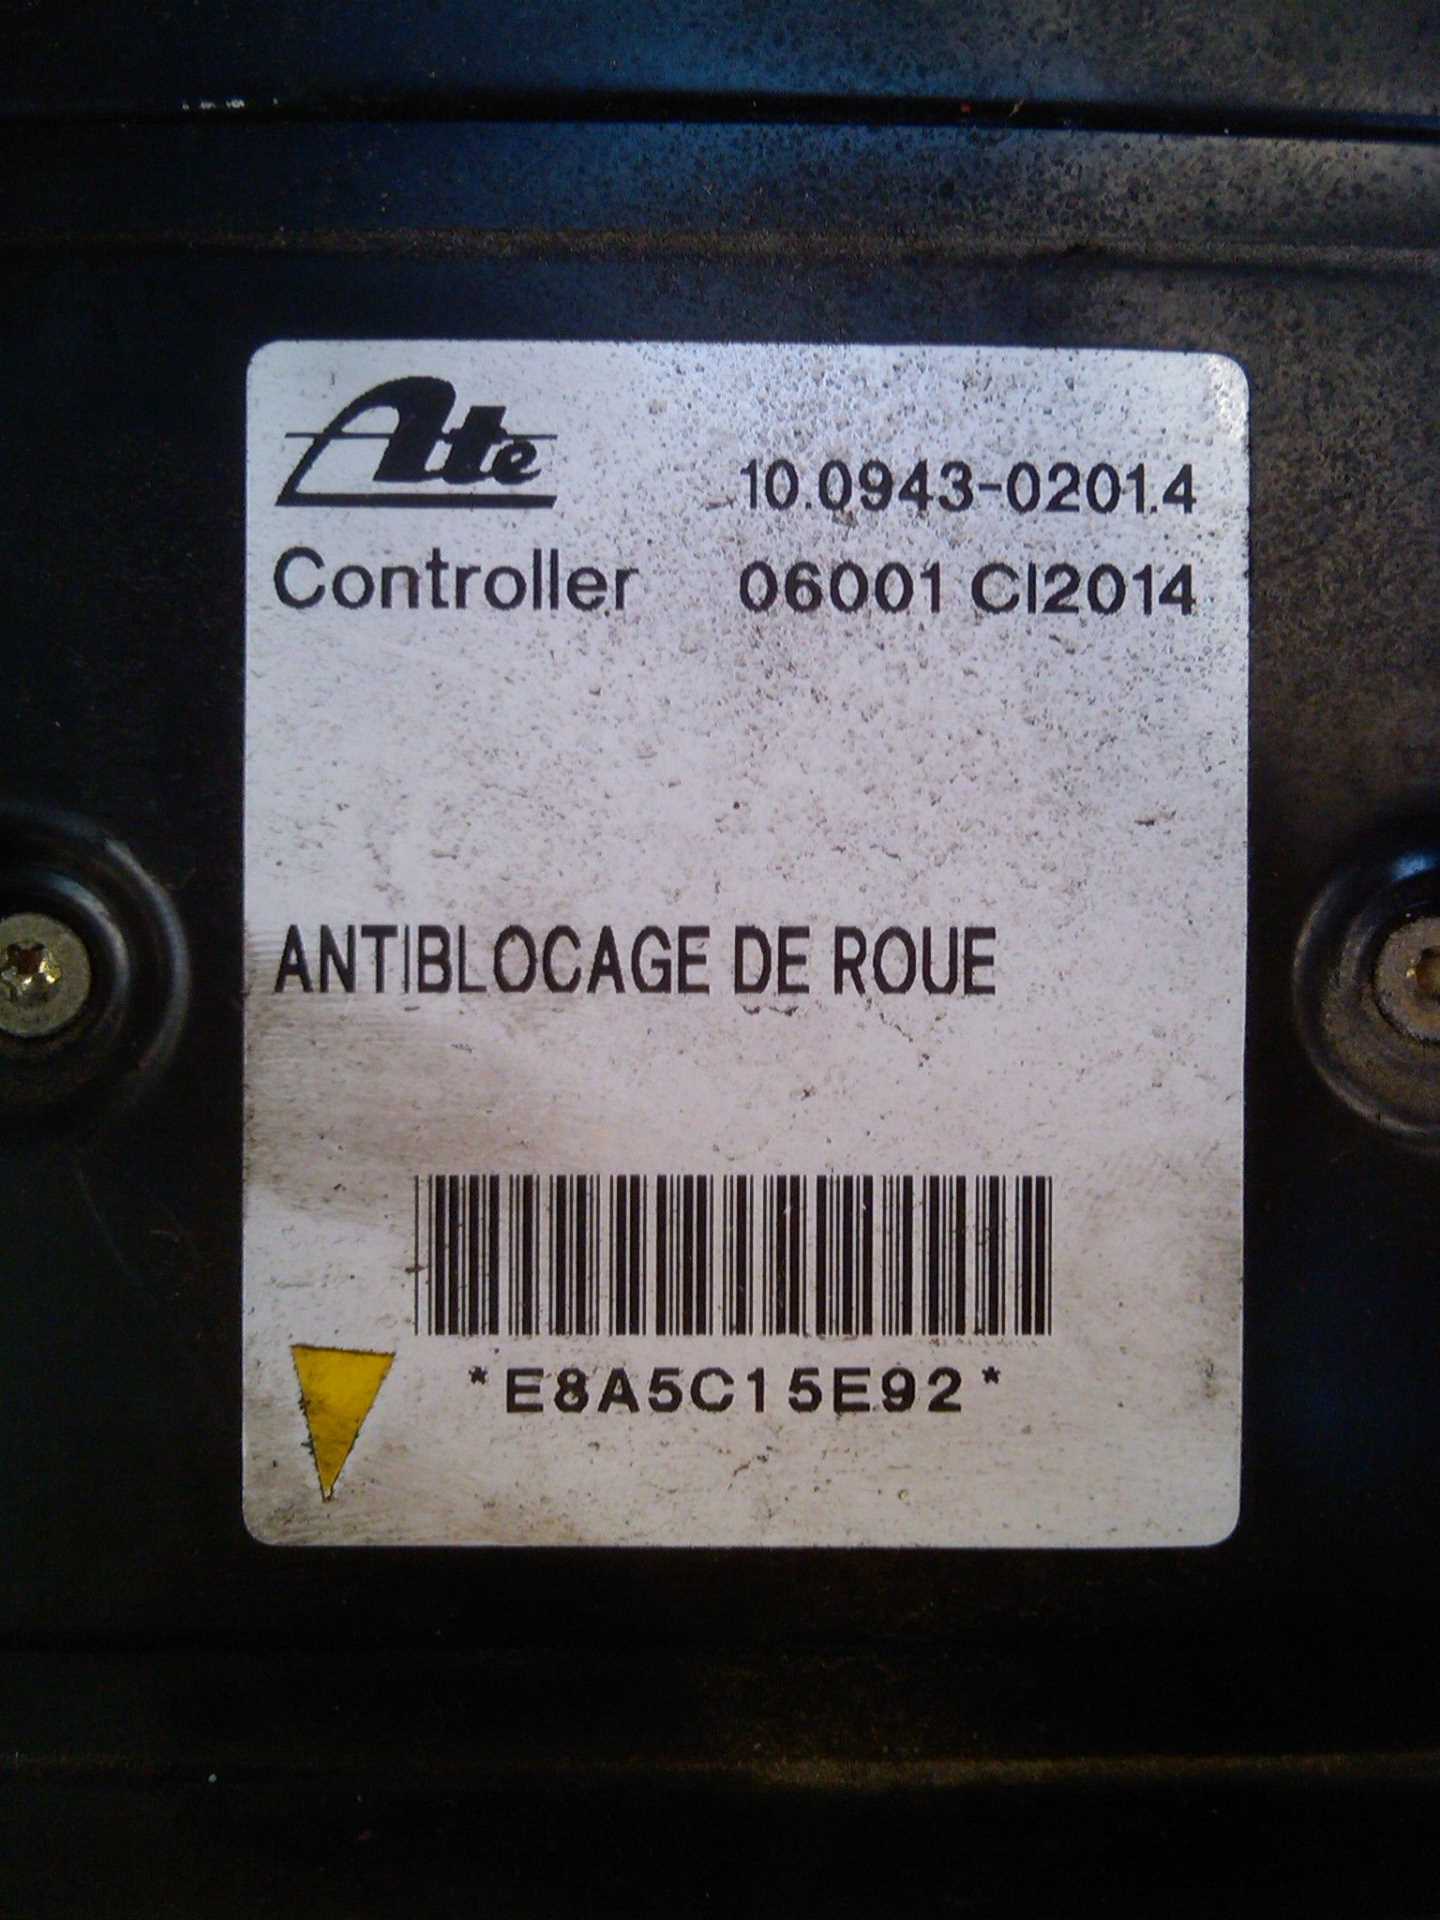 Ate
10.0943-0201.4
Controller 06001 CI2014
ANTIBLOCAGE DE ROUE
*E8A5C15E92*